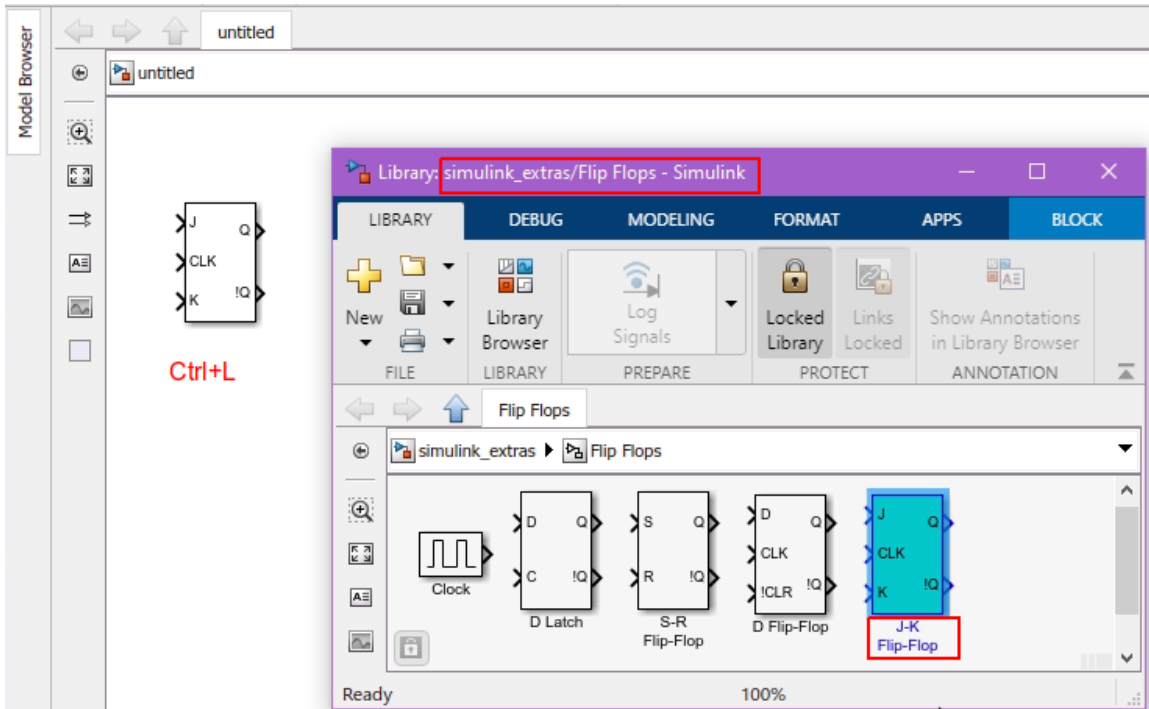 Model Browser
untitled
untitled
J
Q
CLK
K
!Q
Ctrl+L
Library: simulink_extras/Flip Flops - Simulink
LIBRARY DEBUG MODELING FORMAT APPS BLOCK
New
Library
Browser
Log
Signals
Locked
Library
Links
Locked
Show Annotations
in Library Browser
FILE LIBRARY PREPARE PROTECT ANNOTATION
Flip Flops
simulink_extras Flip Flops
Clock
D Q
C !Q
D Latch
S Q
R !Q
S-R
Flip-Flop
D Q
CLK
!CLR !Q
D Flip-Flop
J Q
CLK
K !Q
J-K
Flip-Flop
Ready 100%